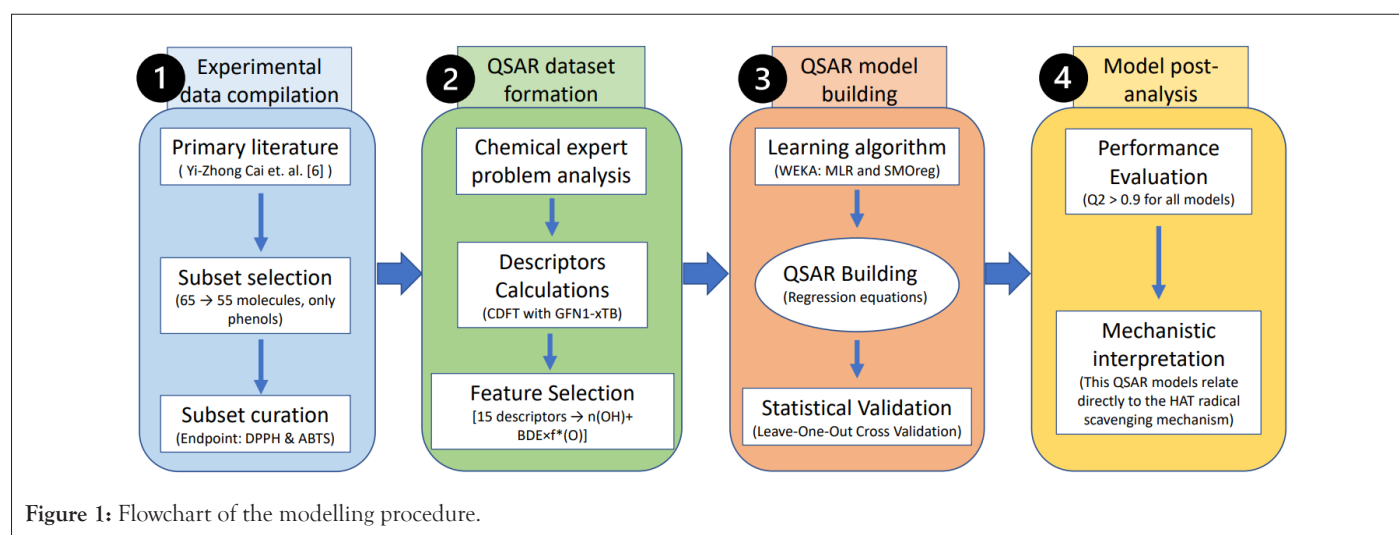 1
Experimental
data compilation
Primary literature
( Yi-Zhong Cai et. al. [6] )
Subset selection
(65 → 55 molecules, only
phenols)
Subset curation
(Endpoint: DPPH & ABTS)
2
QSAR dataset
formation
Chemical expert
problem analysis
Descriptors
Calculations
(CDFT with GFN1-xTB)
Feature Selection
[15 descriptors → n(OH)+
BDE×f*(O)]
3
QSAR model
building
Learning algorithm
(WEKA: MLR and SMOreg)
QSAR Building
(Regression equations)
Statistical Validation
(Leave-One-Out Cross Validation)
4
Model post-
analysis
Performance
Evaluation
(Q2 > 0.9 for all models)
Mechanistic
interpretation
(This QSAR models relate
directly to the HAT radical
scavenging mechanism)
Figure 1: Flowchart of the modelling procedure.